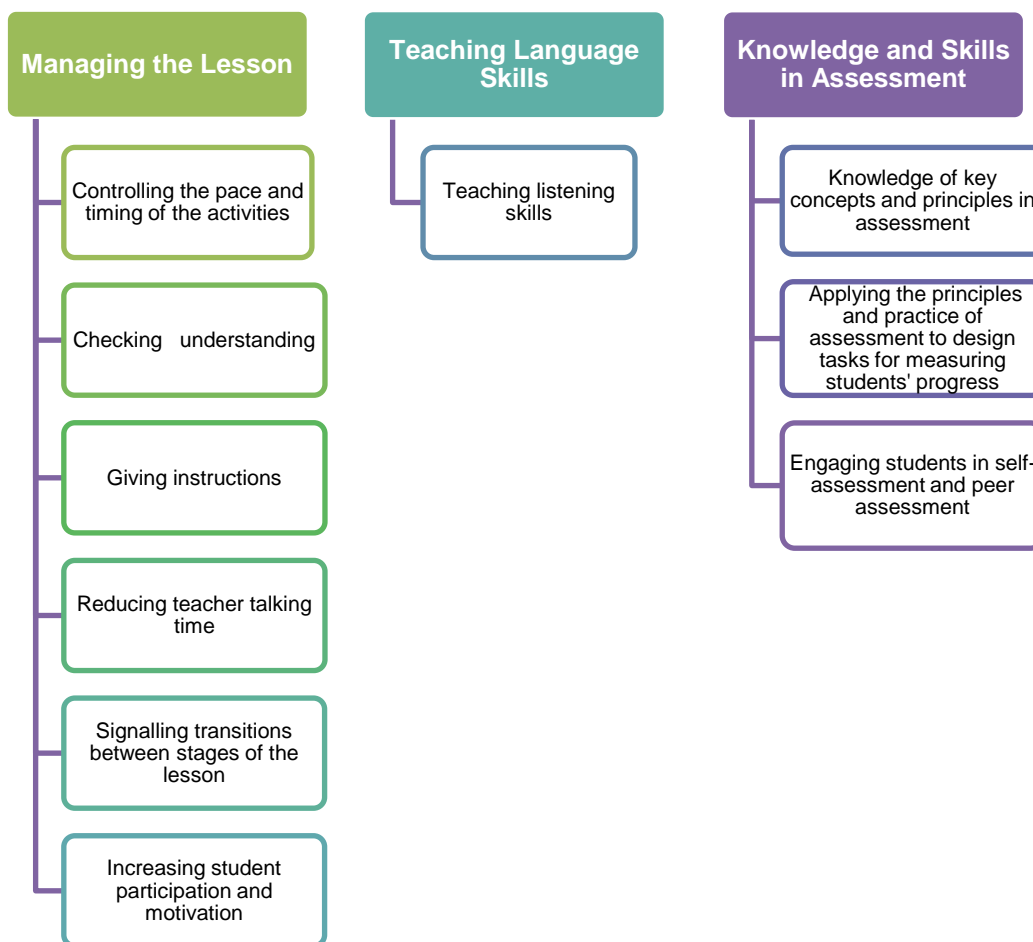 Managing the Lesson
Controlling the pace and
timing of the activities
Checking understanding
Giving instructions
Reducing teacher talking
time
Signalling transitions
between stages of the
lesson
Increasing student
participation and
motivation
Teaching Language
Skills
Teaching listening
skills
Knowledge and Skills
in Assessment
Knowledge of key
concepts and principles in
assessment
Applying the principles
and practice of
assessment to design
tasks for measuring
students' progress
Engaging students in self-
assessment and peer
assessment